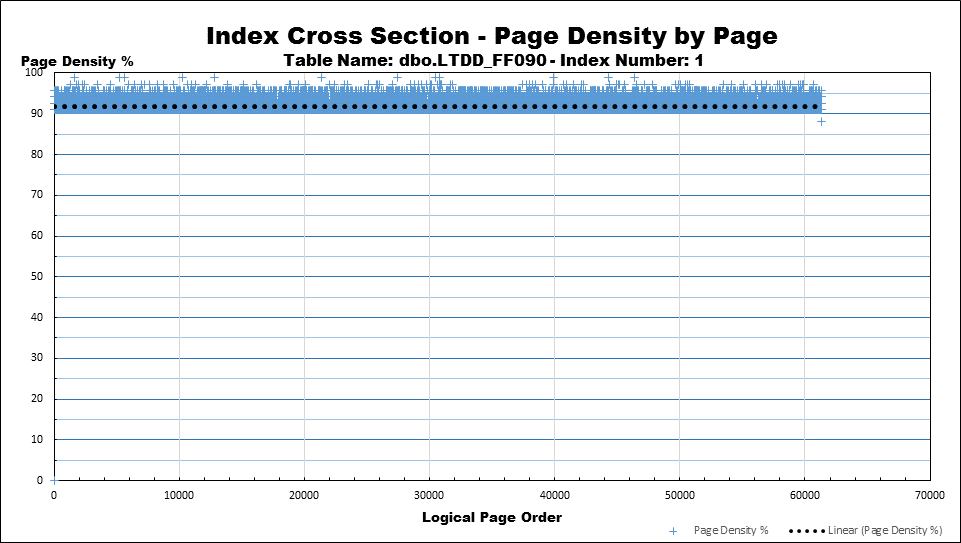 Index Cross Section - Page Density by Page
Table Name: dbo.LTDD_FF090 - Index Number: 1
Page Density %
100
90
80
70
60
50
40
30
20
10
0
0 10000 20000 30000 40000 50000 60000 70000
Logical Page Order
Page Density % Linear (Page Density %)